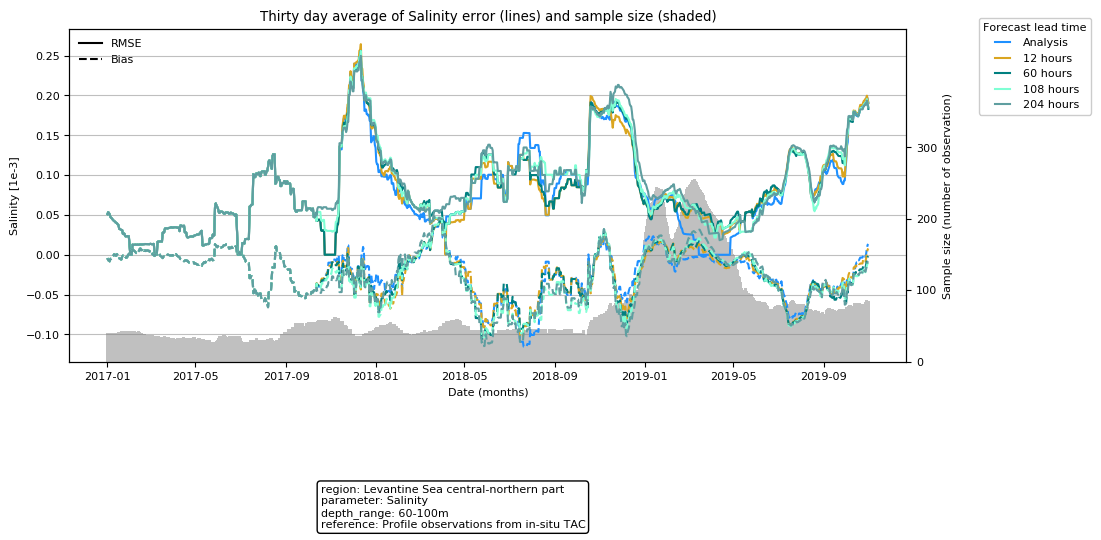 Thirty day average of Salinity error (lines) and sample size (shaded)
RMSE
Bias
Forecast lead time
Analysis
12 hours
60 hours
108 hours
204 hours
Salinity [1e-3]
0.25
0.20
0.15
0.10
0.05
0.00
−0.05
−0.10
Sample size (number of observation)
300
200
100
0
2017-01 2017-05 2017-09 2018-01 2018-05 2018-09 2019-01 2019-05 2019-09
Date (months)
region: Levantine Sea central-northern part
parameter: Salinity
depth_range: 60-100m
reference: Profile observations from in-situ TAC